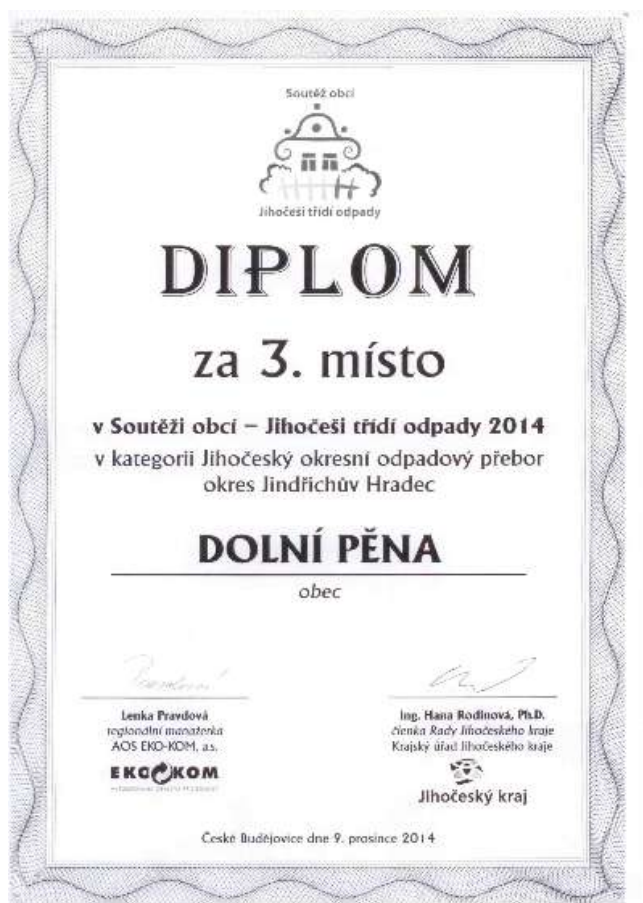 Soutěž obcí
Jihočeši třídí odpady
DIPLOM
za 3. místo
v Soutěži obcí – Jihočeši třídí odpady 2014
v kategorii Jihočeský okresní odpadový přebor
okres Jindřichův Hradec
DOLNÍ PĚNA
obec
Lenka Pravdová
regionální manažerka
AOS EKO-KOM, a.s.
EKO KOM
Ing. Hana Rodinová, Ph.D.
členka Rady Jihočeského kraje
Krajský úřad Jihočeského kraje
Jihočeský kraj
České Budějovice dne 9. prosince 2014